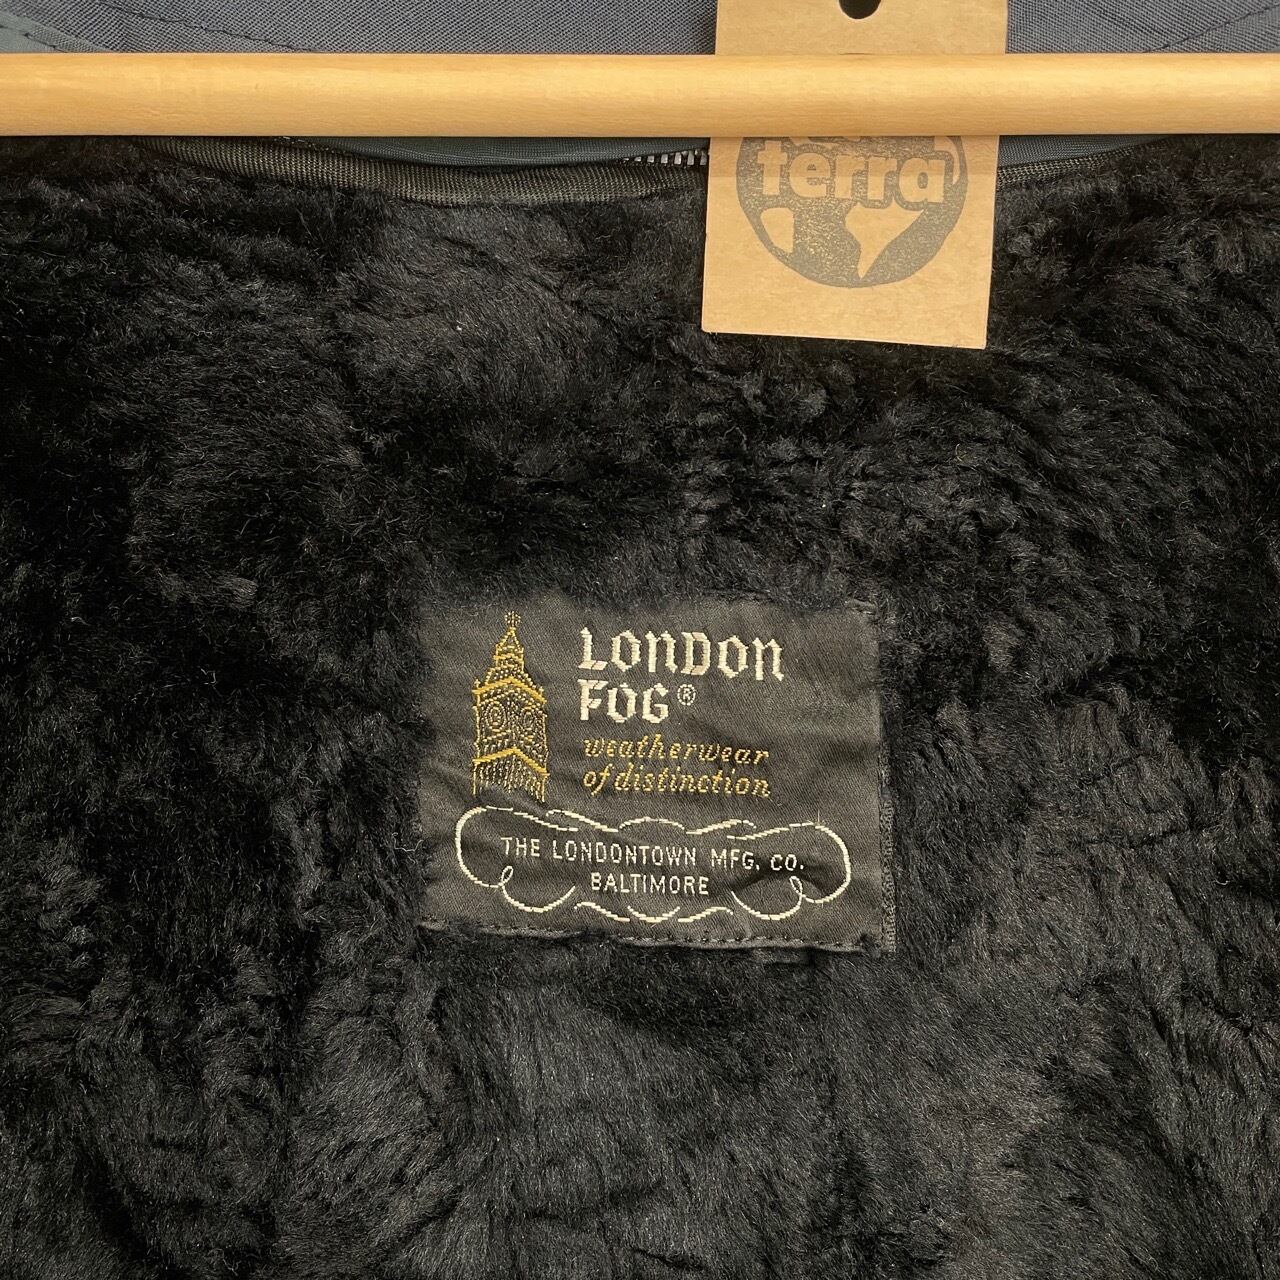 terra
LONDON
FOG®
weatherwear
of distinction
THE LONDONTOWN MFG. CO.
BALTIMORE